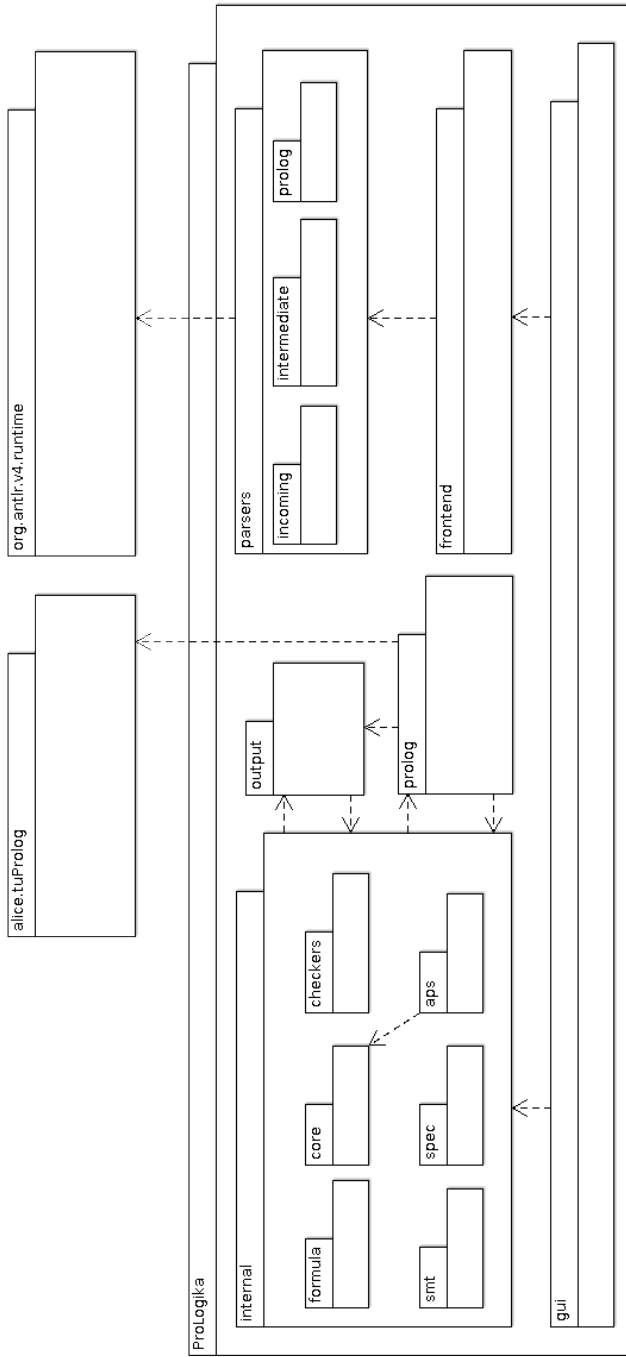 alice.tuProlog
org.antlr.v4.runtime
ProLogika
internal
formula
core
checkers
smt
spec
aps
output
prolog
parsers
incoming
intermediate
prolog
frontend
gui